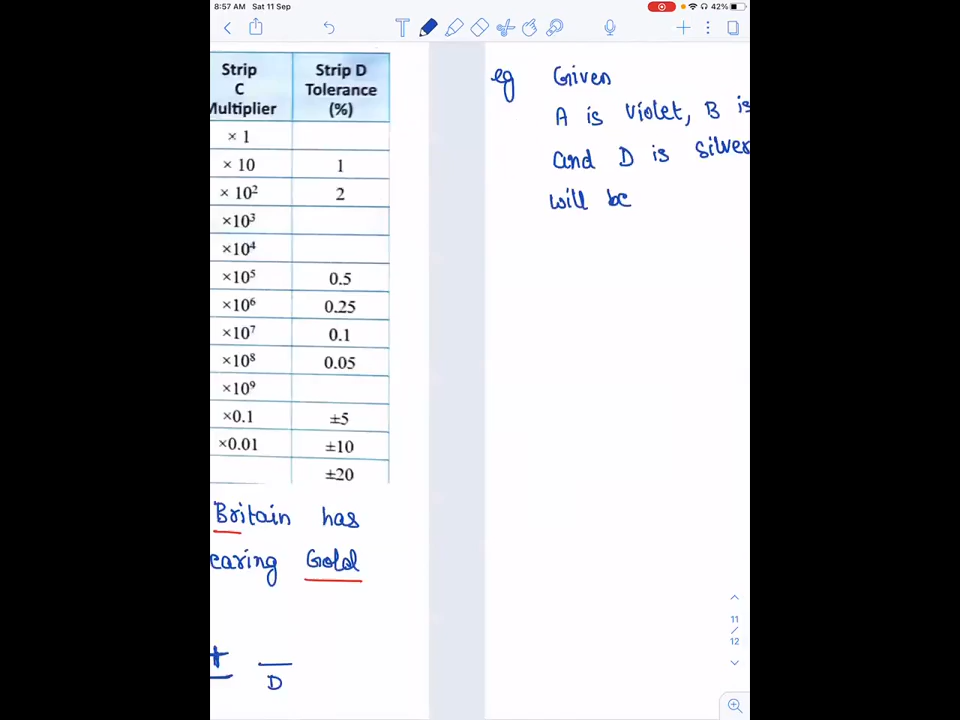 8:57 AM Sat 11 Sep 42%
Strip C Multiplier
Strip D Tolerance (%)
× 1
× 10 1
× 10² 2
×10³
×10⁴
×10⁵ 0.5
×10⁶ 0.25
×10⁷ 0.1
×10⁸ 0.05
×10⁹
×0.1 ±5
×0.01 ±10
±20
Britain has
earing Gold
D
eg Given
A is Violet, B is
and D is silver
will be
11
/
12